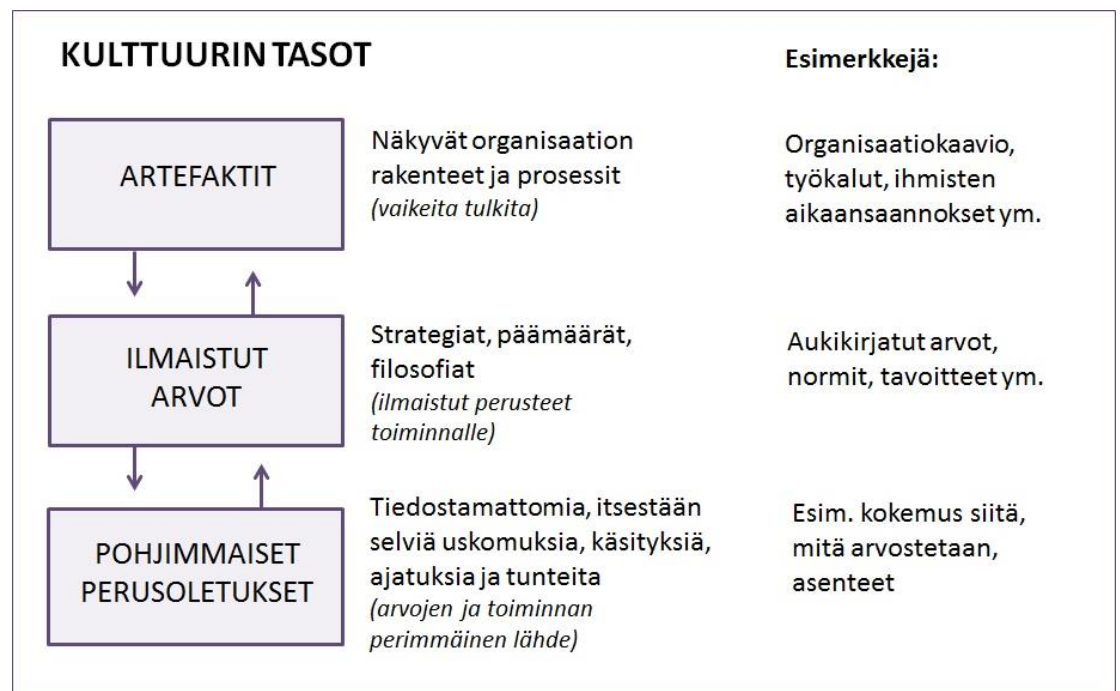 KULTTUURIN TASOT
Esimerkkejä:
ARTEFAKTIT
Näkyvät organisaation
rakenteet ja prosessit
(vaikeita tulkita)
Organisaatiokaavio,
työkalut, ihmisten
aikaansaannokset ym.
ILMAISTUT
ARVOT
Strategiat, päämäärät,
filosofiat
(ilmaistut perusteet
toiminnalle)
Aukikirjatut arvot,
normit, tavoitteet ym.
POHJIMMAISET
PERUSOLETUKSET
Tiedostamattomia, itsestään
selviä uskomuksia, käsityksiä,
ajatuksia ja tunteita
(arvojen ja toiminnan
perimmäinen lähde)
Esim. kokemus siitä,
mitä arvostetaan,
asenteet